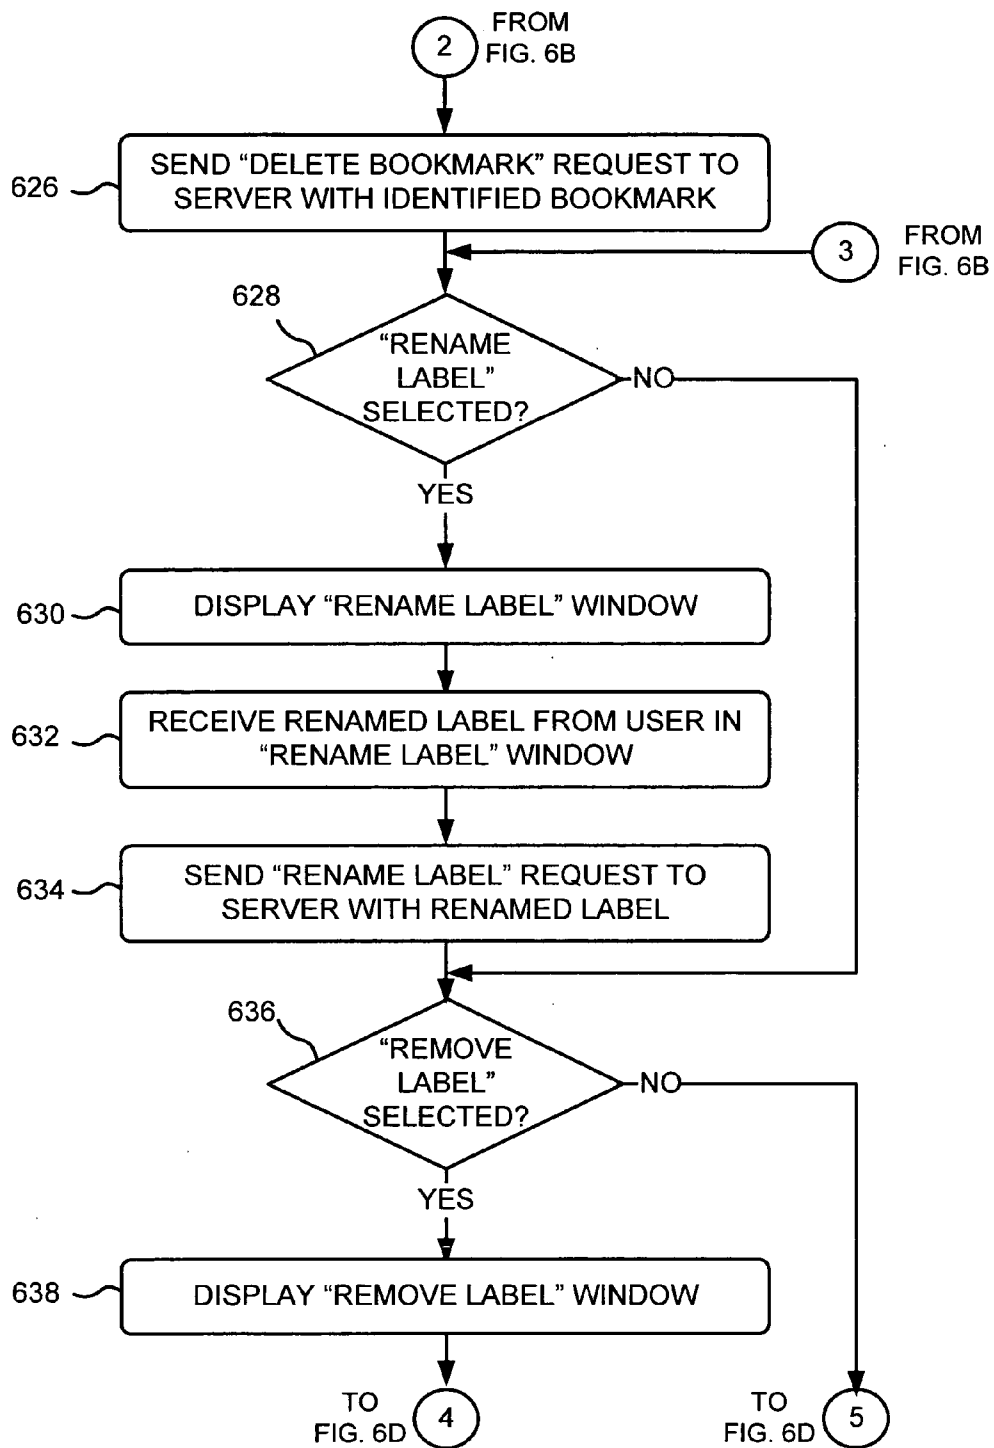 2
FROM
FIG. 6B
626
SEND “DELETE BOOKMARK” REQUEST TO
SERVER WITH IDENTIFIED BOOKMARK
3
FROM
FIG. 6B
628
“RENAME
LABEL”
SELECTED?
NO
YES
630
DISPLAY “RENAME LABEL” WINDOW
632
RECEIVE RENAMED LABEL FROM USER IN
“RENAME LABEL” WINDOW
634
SEND “RENAME LABEL” REQUEST TO
SERVER WITH RENAMED LABEL
636
“REMOVE
LABEL”
SELECTED?
NO
YES
638
DISPLAY “REMOVE LABEL” WINDOW
TO
FIG. 6D
4
TO
FIG. 6D
5